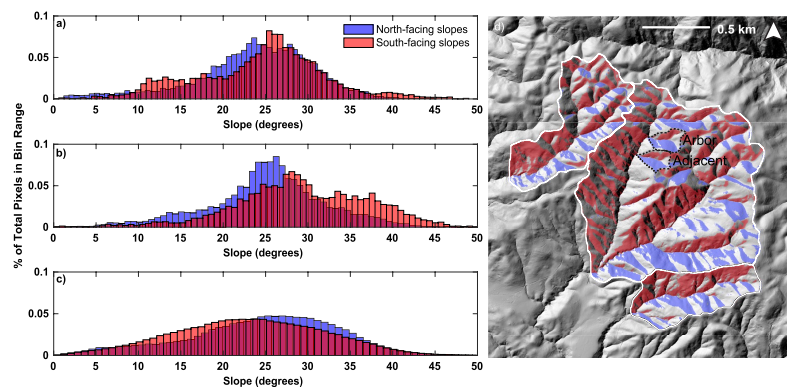 % of Total Pixels in Bin Range
a)
North-facing slopes
South-facing slopes
0.1
0.05
0
0 5 10 15 20 25 30 35 40 45 50
Slope (degrees)
b)
0.1
0.05
0
0 5 10 15 20 25 30 35 40 45 50
Slope (degrees)
c)
0.1
0.05
0
0 5 10 15 20 25 30 35 40 45 50
Slope (degrees)
d)
0.5 km
Arbor
Adjacent